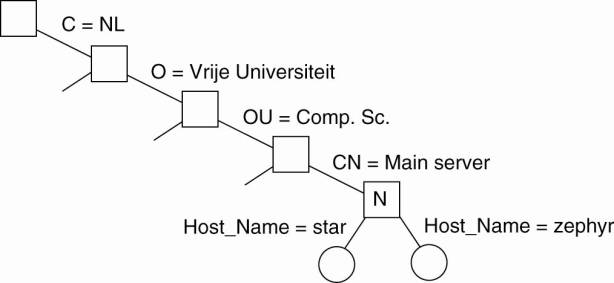 C = NL
O = Vrije Universiteit
OU = Comp. Sc.
CN = Main server
N
Host_Name = star
Host_Name = zephyr